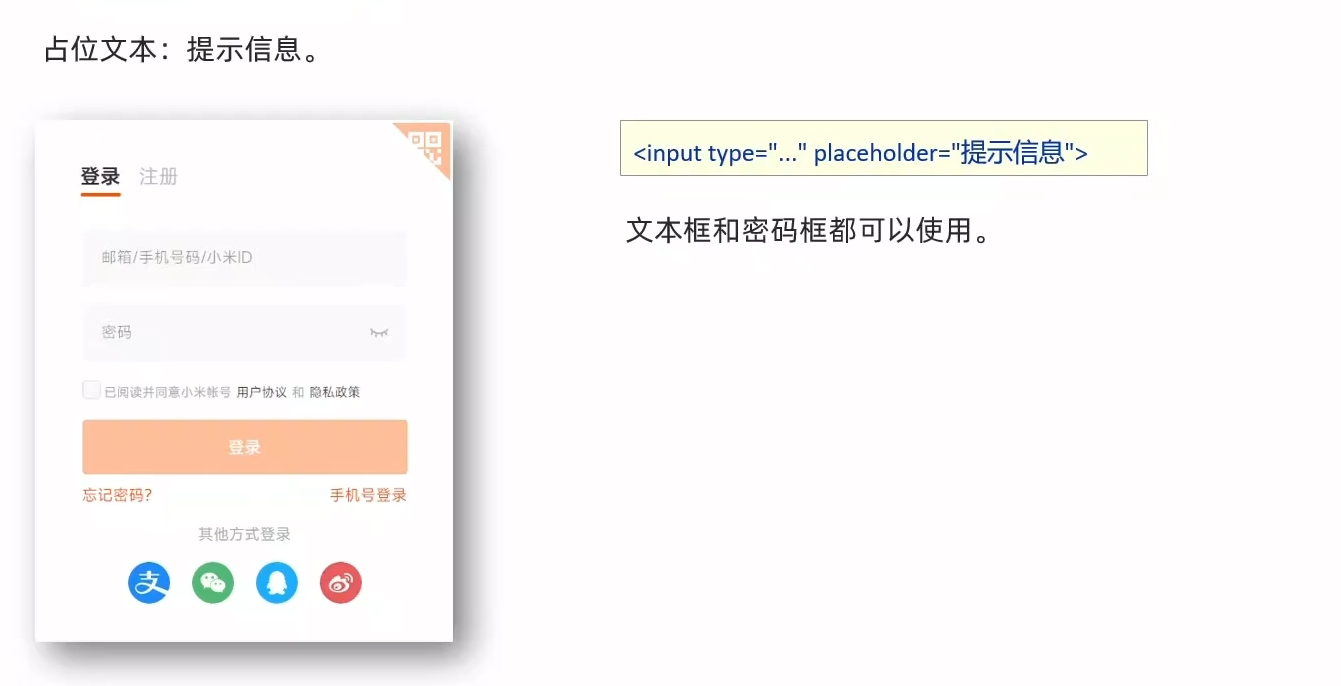 占位文本：提示信息。
登录 注册
邮箱/手机号码/小米ID
密码
已阅读并同意小米帐号 用户协议 和 隐私政策
登录
忘记密码? 手机号登录
其他方式登录
支
<input type="..." placeholder="提示信息">
文本框和密码框都可以使用。